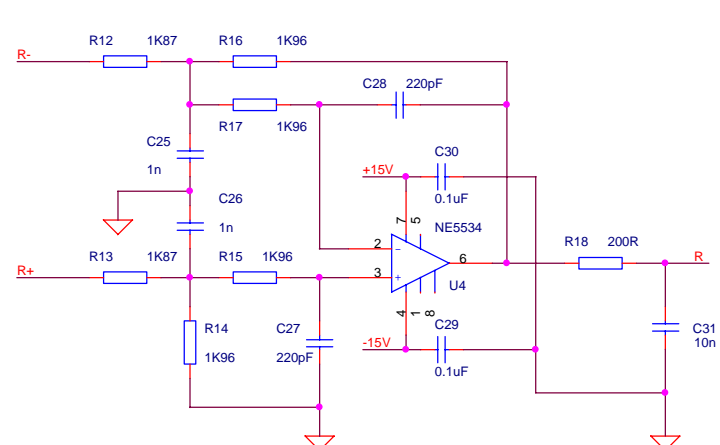 R12 1K87 R16 1K96
R-
C28 220pF
R17 1K96
C25
1n
C30
+15V
0.1uF
C26
1n
7 5
NE5534
2 -
R13 1K87 R15 1K96
R18 200R
R+
3 +
6
R
U4
R14
1K96
C27
220pF
4 1 8
C29
-15V
0.1uF
C31
10n